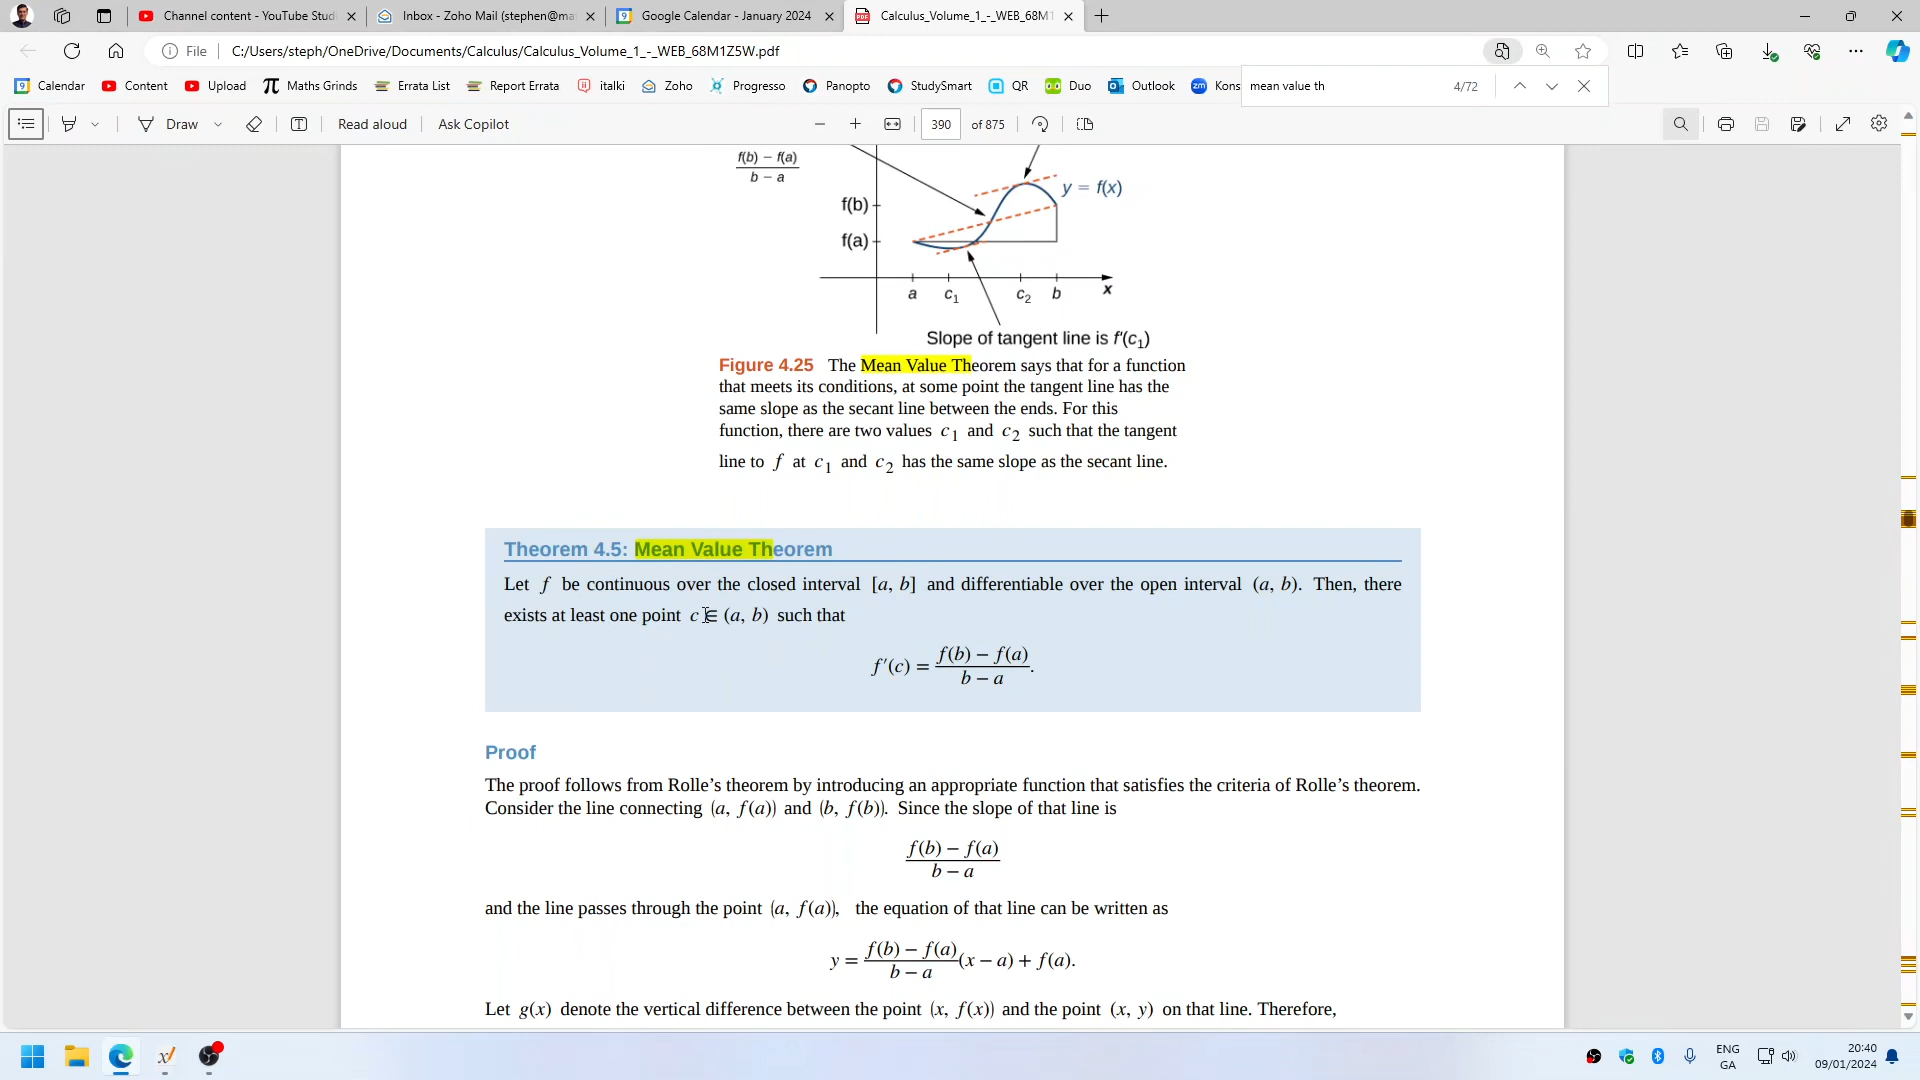 Channel content - YouTube Stud
Inbox - Zoho Mail (stephen@ma
Google Calendar - January 2024
Calculus_Volume_1_-_WEB_68M1
File
C:/Users/steph/OneDrive/Documents/Calculus/Calculus_Volume_1_-_WEB_68M1Z5W.pdf
Calendar Content Upload Maths Grinds Errata List Report Errata italki Zoho Progresso Panopto StudySmart QR Duo Outlook Kons
mean value th 4/72
Draw Read aloud Ask Copilot 390 of 875
f(b) − f(a)
b − a
y = f(x)
f(b)
f(a)
a c₁ c₂ b x
Slope of tangent line is f′(c₁)
Figure 4.25 The Mean Value Theorem says that for a function
that meets its conditions, at some point the tangent line has the
same slope as the secant line between the ends. For this
function, there are two values c₁ and c₂ such that the tangent
line to f at c₁ and c₂ has the same slope as the secant line.
Theorem 4.5: Mean Value Theorem
Let f be continuous over the closed interval [a, b] and differentiable over the open interval (a, b). Then, there
exists at least one point c ∈ (a, b) such that
f′(c) = f(b) − f(a)
b − a.
Proof
The proof follows from Rolle’s theorem by introducing an appropriate function that satisfies the criteria of Rolle’s theorem.
Consider the line connecting (a, f(a)) and (b, f(b)). Since the slope of that line is
f(b) − f(a)
b − a
and the line passes through the point (a, f(a)), the equation of that line can be written as
y = f(b) − f(a)
b − a (x − a) + f(a).
Let g(x) denote the vertical difference between the point (x, f(x)) and the point (x, y) on that line. Therefore,
ENG
GA
20:40
09/01/2024